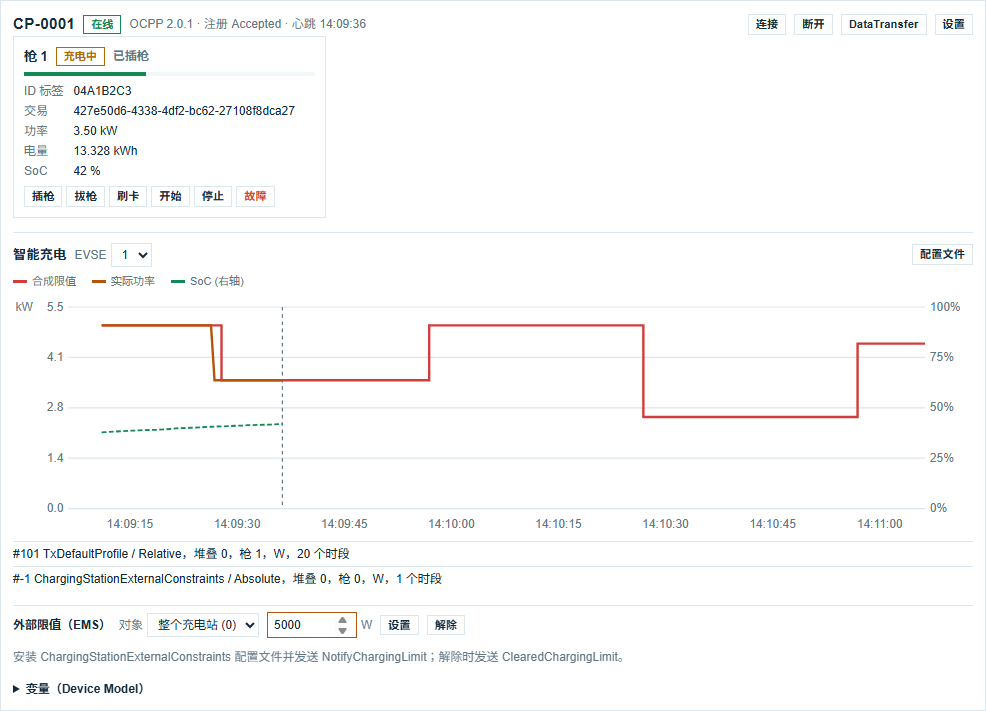 CP-0001 在线 OCPP 2.0.1 · 注册 Accepted · 心跳 14:09:36 连接 断开 DataTransfer 设置
枪 1 充电中 已插枪
ID 标签 04A1B2C3
交易 427e50d6-4338-4df2-bc62-27108f8dca27
功率 3.50 kW
电量 13.328 kWh
SoC 42 %
插枪 拔枪 刷卡 开始 停止 故障
智能充电 EVSE 1 配置文件
合成限值 实际功率 SoC (右轴)
kW 5.5 100%
4.1 75%
2.8 50%
1.4 25%
0.0 0%
14:09:15 14:09:30 14:09:45 14:10:00 14:10:15 14:10:30 14:10:45 14:11:00
#101 TxDefaultProfile / Relative，堆叠 0，枪 1，W，20 个时段
#-1 ChargingStationExternalConstraints / Absolute，堆叠 0，枪 0，W，1 个时段
外部限值（EMS） 对象 整个充电站 (0) 5000 W 设置 解除
安装 ChargingStationExternalConstraints 配置文件并发送 NotifyChargingLimit；解除时发送 ClearedChargingLimit。
变量（Device Model）